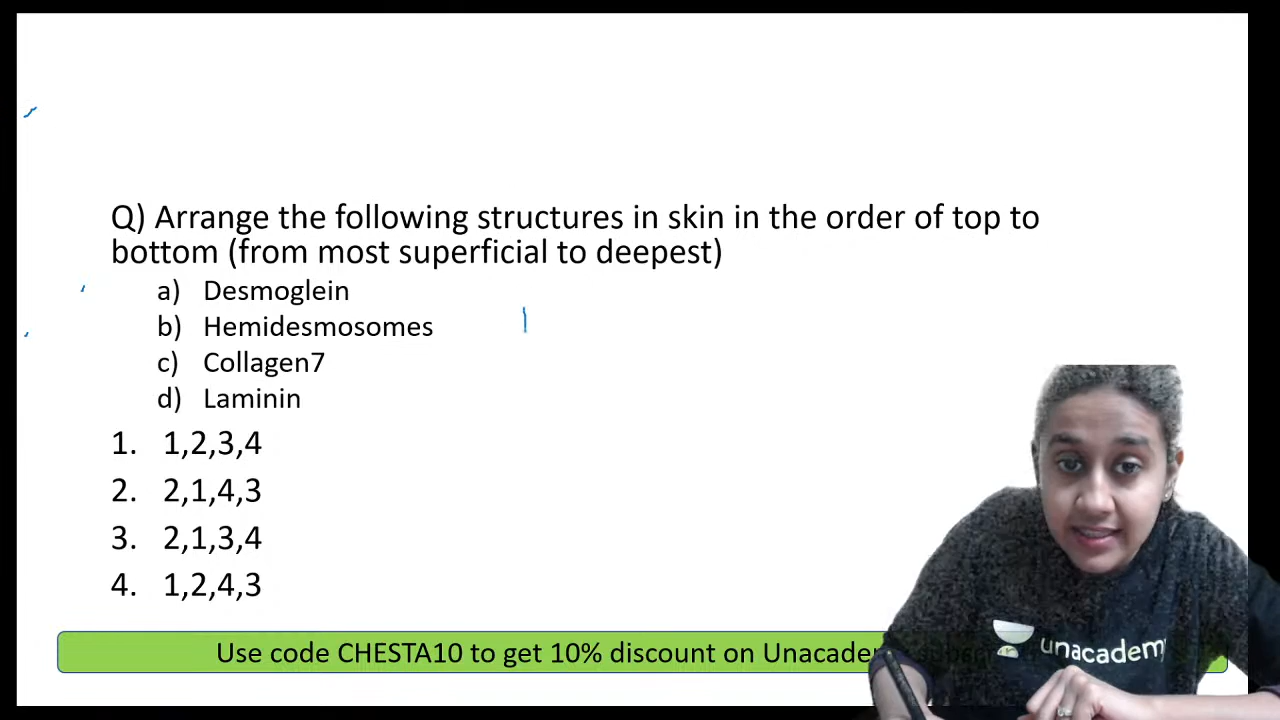 Q) Arrange the following structures in skin in the order of top to
bottom (from most superficial to deepest)
a) Desmoglein
b) Hemidesmosomes
c) Collagen7
d) Laminin
1. 1,2,3,4
2. 2,1,4,3
3. 2,1,3,4
4. 1,2,4,3
Use code CHESTA10 to get 10% discount on
unacademy